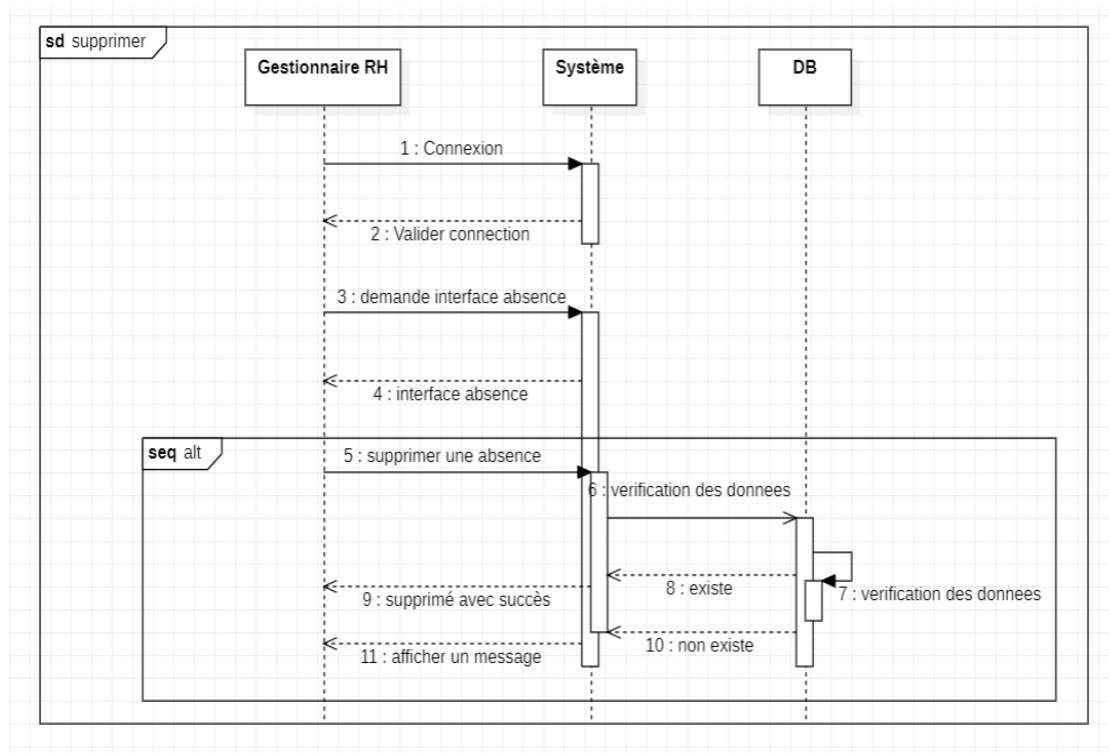 sd supprimer
Gestionnaire RH
Système
DB
1 : Connexion
2 : Valider connection
3 : demande interface absence
4 : interface absence
seq alt
5 : supprimer une absence
6 : verification des donnees
8 : existe
7 : verification des donnees
9 : supprimé avec succès
10 : non existe
11 : afficher un message